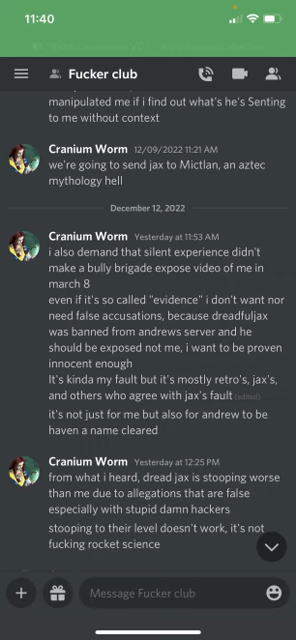 11:40
Fucker club
manipulated me if i find out what's he's Senting
to me without context
Cranium Worm 12/09/2022 11:21 AM
we're going to send jax to Mictlan, an aztec
mythology hell
December 12, 2022
Cranium Worm Yesterday at 11:53 AM
i also demand that silent experience didn't
make a bully brigade expose video of me in
march 8
even if it's so called "evidence" i don't want nor
need false accusations, because dreadfuljax
was banned from andrews server and he
should be exposed not me, i want to be proven
innocent enough
It's kinda my fault but it's mostly retro's, jax's,
and others who agree with jax's fault (edited)
it's not just for me but also for andrew to be
haven a name cleared
Cranium Worm Yesterday at 12:25 PM
from what i heard, dread jax is stooping worse
than me due to allegations that are false
especially with stupid damn hackers
stooping to their level doesn't work, it's not
fucking rocket science
Message Fucker club